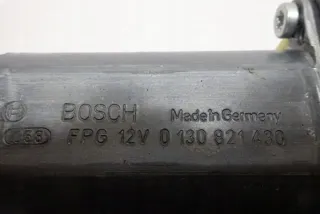 BOSCH Made in Germany
FPG 12V 0 130 821 430